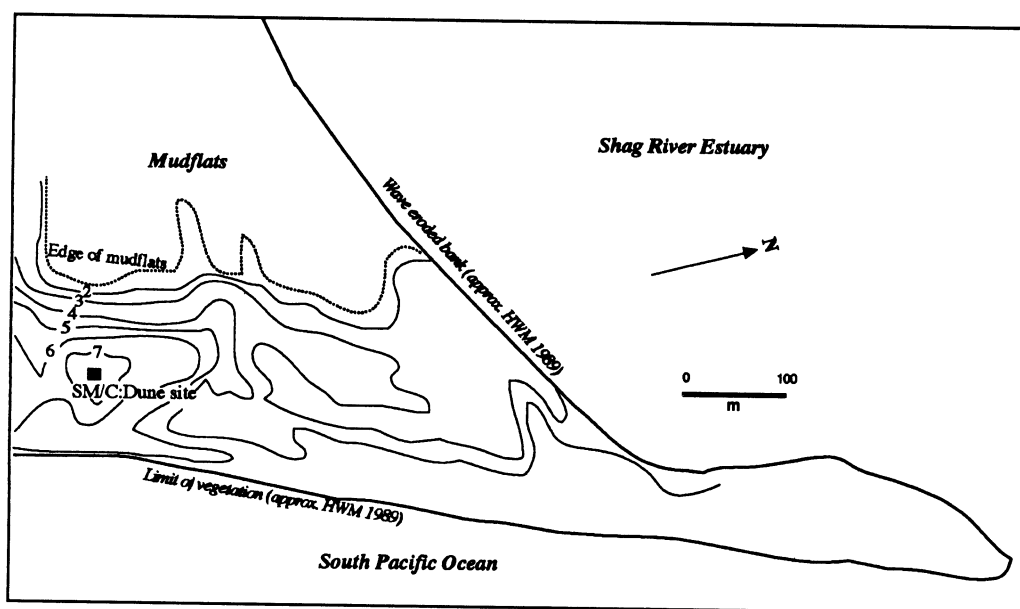 Shag River Estuary
Mudflats
Wave eroded bank (approx. HWM 1989)
N
Edge of mudflats
2
3
4
5
6
7
SM/C:Dune site
0 100
m
Limit of vegetation (approx. HWM 1989)
South Pacific Ocean